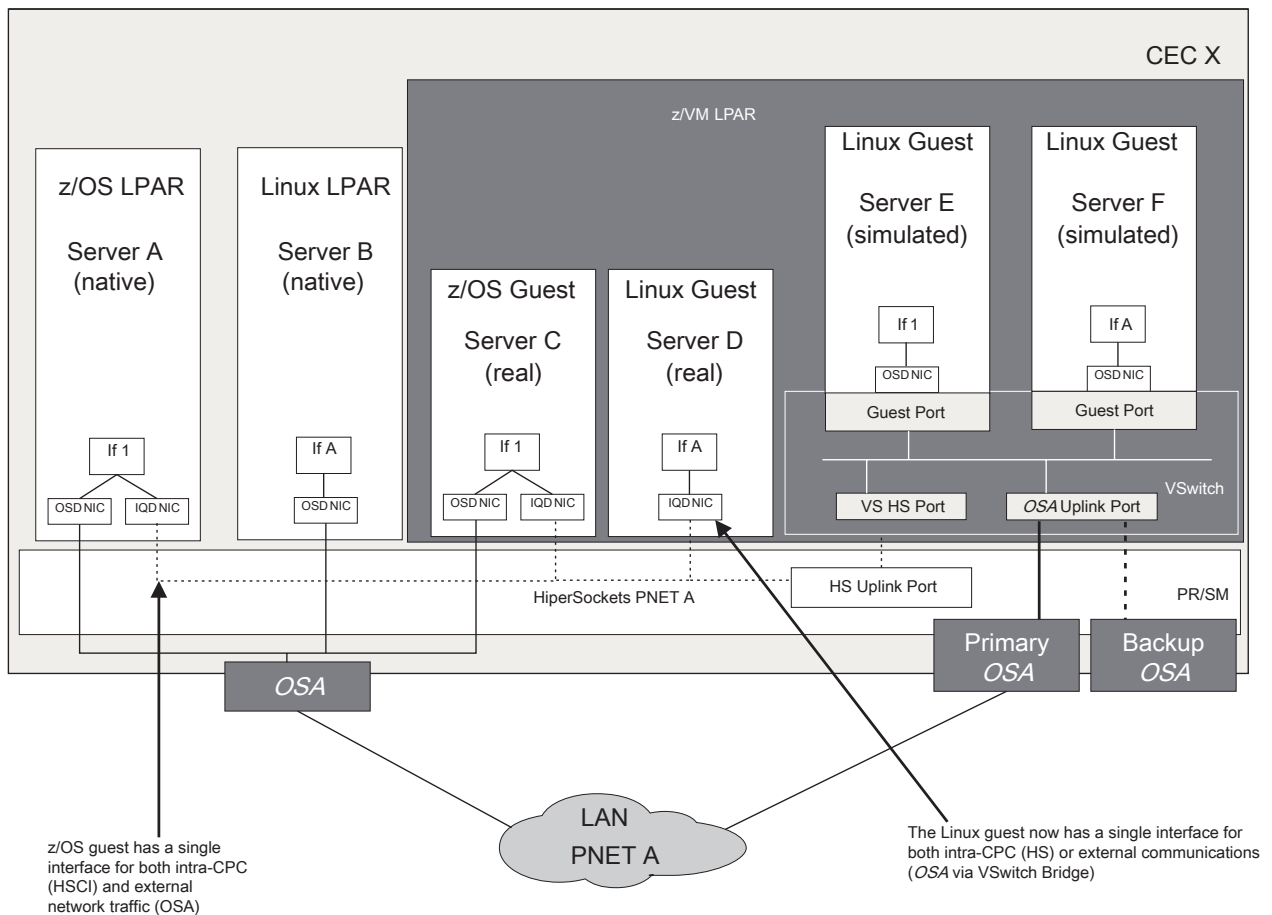 CEC X
z/VM LPAR
z/OS LPAR
Server A
(native)
If 1
OSD NIC
IQD NIC
Linux LPAR
Server B
(native)
If A
OSD NIC
z/OS Guest
Server C
(real)
If 1
OSD NIC
IQD NIC
Linux Guest
Server D
(real)
If A
IQD NIC
Linux Guest
Server E
(simulated)
If 1
OSD NIC
Guest Port
Linux Guest
Server F
(simulated)
If A
OSD NIC
Guest Port
VS HS Port
OSA Uplink Port
VSwitch
HiperSockets PNET A
HS Uplink Port
PR/SM
OSA
Primary
OSA
Backup
OSA
LAN
PNET A
z/OS guest has a single
interface for both intra-CPC
(HSCI) and external
network traffic (OSA)
The Linux guest now has a single interface for
both intra-CPC (HS) or external communications
(OSA via VSwitch Bridge)